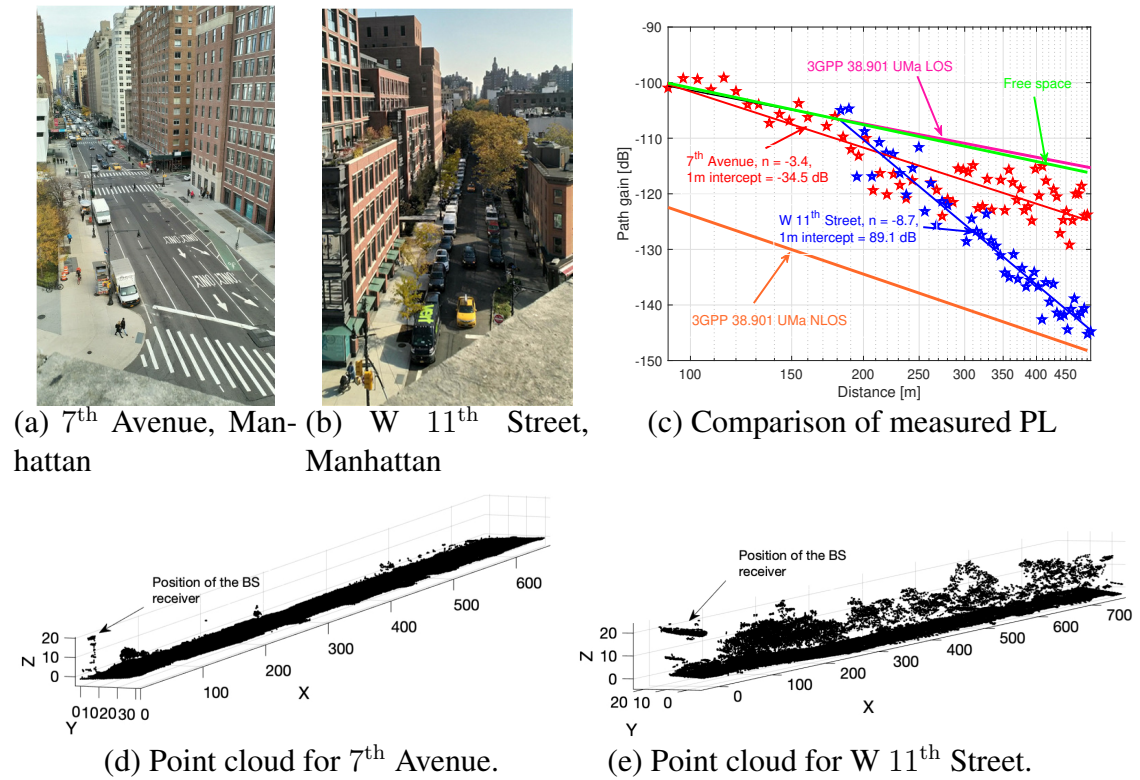 -90
-100
-110
-120
-130
-140
-150
Path gain [dB]
3GPP 38.901 UMa LOS
Free space
7th Avenue, n = -3.4,
1m intercept = -34.5 dB
W 11th Street, n = -8.7,
1m intercept = 89.1 dB
3GPP 38.901 UMa NLOS
100 150 200 250 300 350 400 450
Distance [m]
ONLY ONLY
(a) 7th Avenue, Man-
hattan
(b) W 11th Street,
Manhattan
(c) Comparison of measured PL
Position of the BS
receiver
20
10
0
Z
0 10 20 30
Y
0 100 200 300 400 500 600
X
(d) Point cloud for 7th Avenue.
Position of the BS
receiver
20
10
0
Z
20 10 0
Y
0 100 200 300 400 500 600 700
X
(e) Point cloud for W 11th Street.